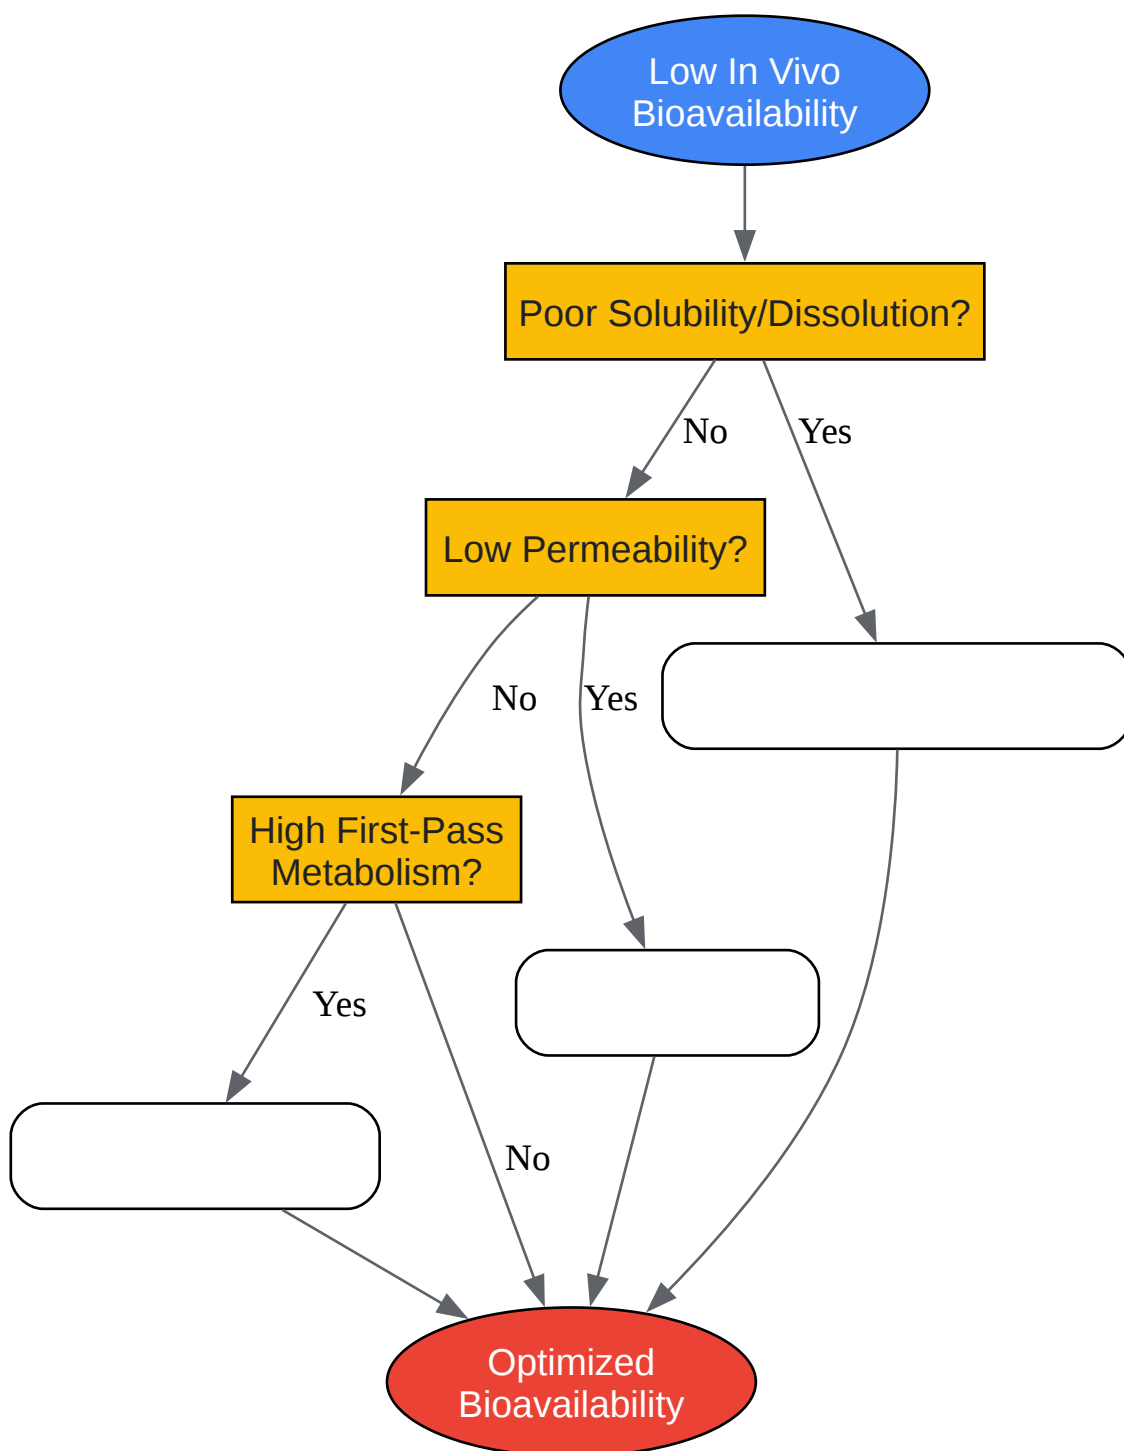 Low In Vivo
Bioavailability
Poor Solubility/Dissolution?
No
Yes
Low Permeability?
No
Yes
High First-Pass
Metabolism?
Yes
No
Optimized
Bioavailability